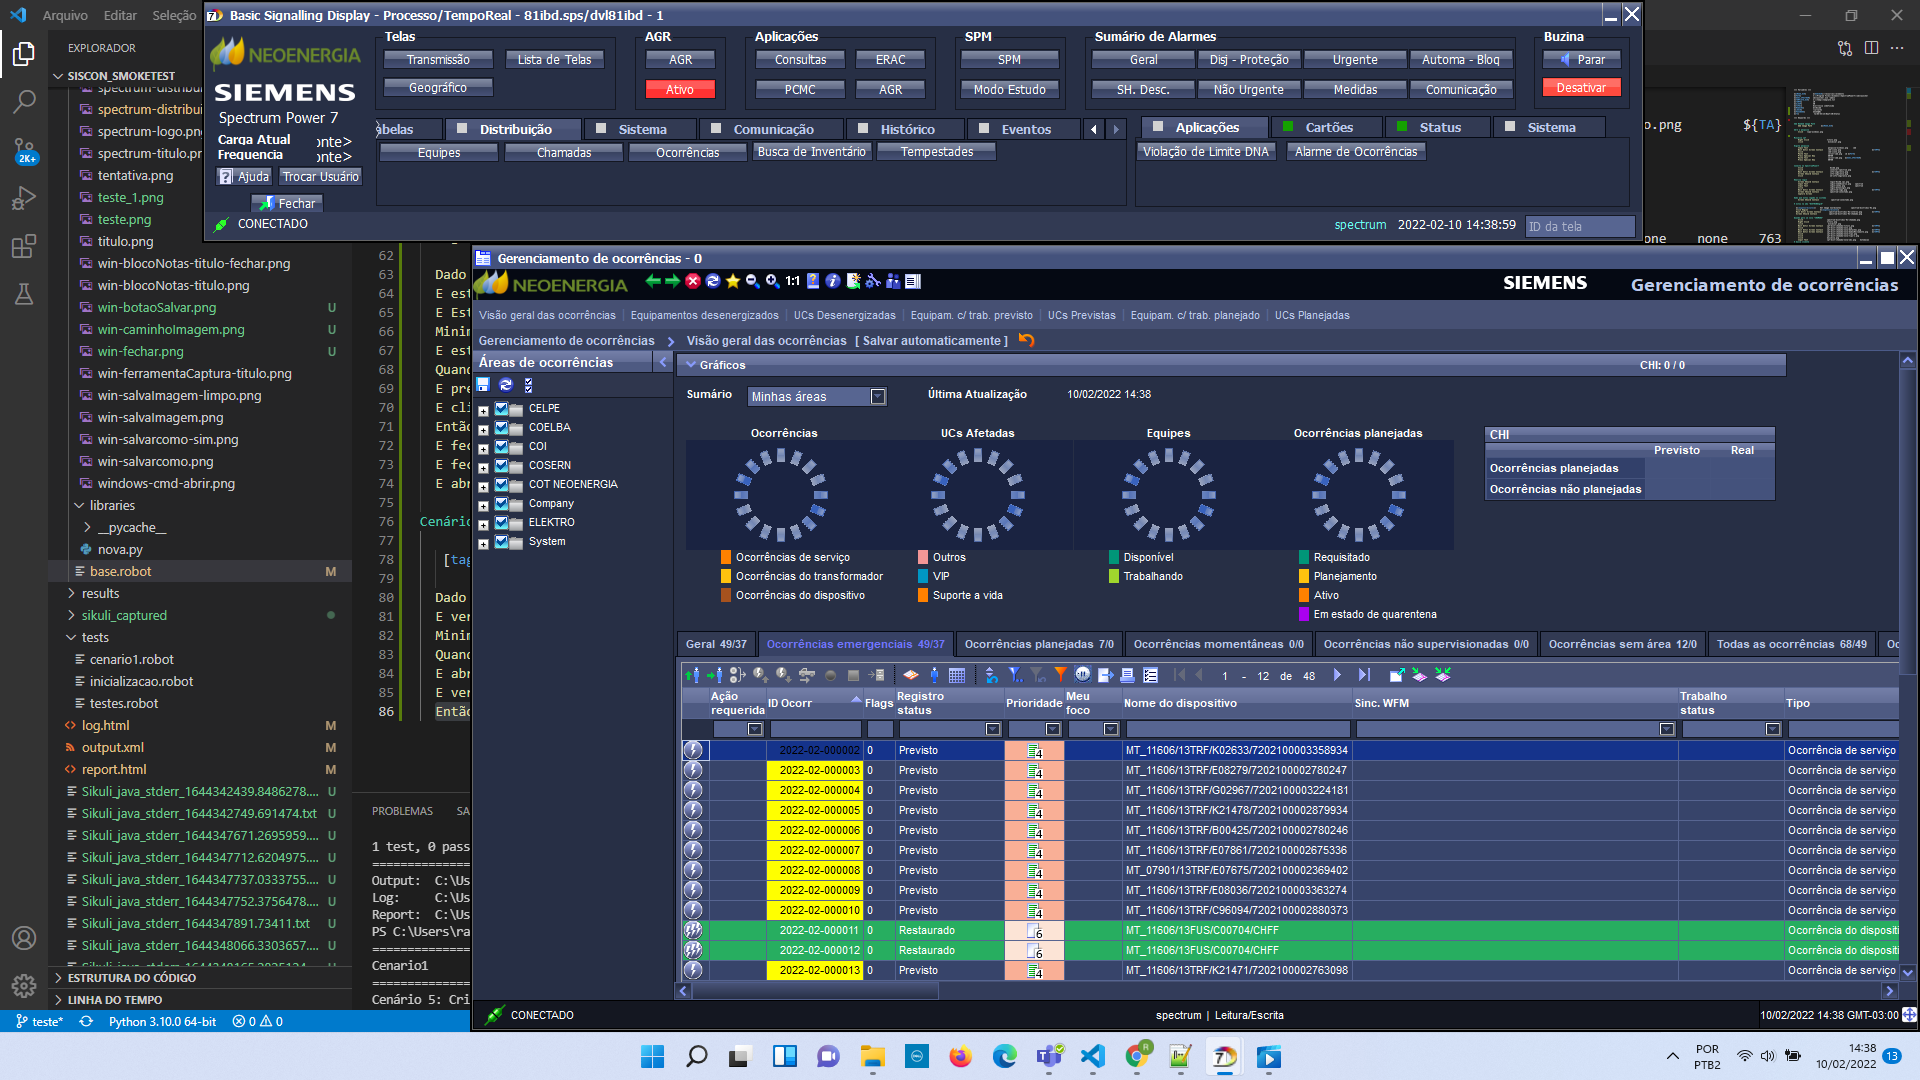 Arquivo Editar Seleção
EXPLORADOR
SISCON_SMOKETEST
spectrum-distribui
spectrum-logo.png
spectrum-titulo.pr
tentativa.png
teste_1.png
teste.png
titulo.png
win-blocoNotas-titulo-fechar.png
win-blocoNotas-titulo.png
win-botaoSalvar.png U
win-caminhoImagem.png U
win-fechar.png U
win-ferramentaCaptura-titulo.png
win-salvaImagem-limpo.png
win-salvaImagem.png
win-salvarcomo-sim.png
win-salvarcomo.png
windows-cmd-abrir.png
libraries
__pycache__
nova.py
base.robot M
results
sikuli_captured
tests
cenario1.robot
inicializacao.robot
testes.robot
log.html M
output.xml M
report.html M
Sikuli_java_stderr_1644342439.8486278.... U
Sikuli_java_stderr_1644342749.691474.txt U
Sikuli_java_stderr_1644347671.2695959.... U
Sikuli_java_stderr_1644347712.6204975.... U
Sikuli_java_stderr_1644347737.0333755.... U
Sikuli_java_stderr_1644347752.3756478.... U
Sikuli_java_stderr_1644347891.73411.txt U
Sikuli_java_stderr_1644348066.3303657.... U
ESTRUTURA DO CÓDIGO
LINHA DO TEMPO
2K+
teste* Python 3.10.0 64-bit 0 0
Basic Signalling Display - Processo/TempoReal - 81ibd.sps/dvl81ibd - 1
NEOENERGIA
SIEMENS
Spectrum Power 7
Carga Atual onte>
Frequencia onte>
Ajuda Trocar Usuário
Fechar
CONECTADO
Telas
Transmissão Lista de Telas
Geográfico
AGR
AGR
Ativo
Aplicações
Consultas ERAC
PCMC AGR
SPM
SPM
Modo Estudo
Sumário de Alarmes
Geral Disj - Proteção Urgente Automa - Bloq
SH. Desc. Não Urgente Medidas Comunicação
Buzina
Parar
Desativar
abelas Distribuição Sistema Comunicação Histórico Eventos
Equipes Chamadas Ocorrências Busca de Inventário Tempestades
Aplicações Cartões Status Sistema
Violação de Limite DNA Alarme de Ocorrências
spectrum 2022-02-10 14:38:59 ID da tela
o.png ${TA}
none none 763
62
63 Dado
64 E est
65 E Est
66 Minim
67 E est
68 Quand
69 E pre
70 E cli
71 Então
72 E fec
73 E fec
74 E abr
75
76 Cenário
77
78 [tag
79
80 Dado
81 E ver
82 Minim
83 Quand
84 E abr
85 E ver
86 Então
PROBLEMAS SA
1 test, 0 pass
Output: C:\Us
Log: C:\Us
Report: C:\Us
PS C:\Users\ra
Cenario1
Cenário 5: Cri
Gerenciamento de ocorrências - 0
NEOENERGIA
1:1
SIEMENS Gerenciamento de ocorrências
Visão geral das ocorrências | Equipamentos desenergizados | UCs Desenergizadas | Equipam. c/ trab. previsto | UCs Previstas | Equipam. c/ trab. planejado | UCs Planejadas
Gerenciamento de ocorrências Visão geral das ocorrências [ Salvar automaticamente ]
Áreas de ocorrências
CELPE
COELBA
COI
COSERN
COT NEOENERGIA
Company
ELEKTRO
System
Gráficos CHI: 0 / 0
Sumário Minhas áreas Última Atualização 10/02/2022 14:38
Ocorrências UCs Afetadas Equipes Ocorrências planejadas
Ocorrências de serviço
Ocorrências do transformador
Ocorrências do dispositivo
Outros
VIP
Suporte a vida
Disponível
Trabalhando
Requisitado
Planejamento
Ativo
Em estado de quarentena
CHI
Previsto Real
Ocorrências planejadas
Ocorrências não planejadas
Geral 49/37 Ocorrências emergenciais 49/37 Ocorrências planejadas 7/0 Ocorrências momentâneas 0/0 Ocorrências não supervisionadas 0/0 Ocorrências sem área 12/0 Todas as ocorrências 68/49 Oc
1 - 12 de 48
Ação requerida ID Ocorr Flags Registro status Prioridade Meu foco Nome do dispositivo Sinc. WFM Trabalho status Tipo
2022-02-000002 0 Previsto 4 MT_11606/13TRF/K02633/7202100003358934 Ocorrência de serviço
2022-02-000003 0 Previsto 4 MT_11606/13TRF/E08279/7202100002780247 Ocorrência de serviço
2022-02-000004 0 Previsto 4 MT_11606/13TRF/G02967/7202100003224181 Ocorrência de serviço
2022-02-000005 0 Previsto 4 MT_11606/13TRF/K21478/7202100002879934 Ocorrência de serviço
2022-02-000006 0 Previsto 4 MT_11606/13TRF/B00425/7202100002780246 Ocorrência de serviço
2022-02-000007 0 Previsto 4 MT_11606/13TRF/E07861/7202100002675336 Ocorrência de serviço
2022-02-000008 0 Previsto 4 MT_07901/13TRF/E07675/7202100002369402 Ocorrência de serviço
2022-02-000009 0 Previsto 4 MT_11606/13TRF/E08036/7202100003363274 Ocorrência de serviço
2022-02-000010 0 Previsto 4 MT_11606/13TRF/C96094/7202100002880373 Ocorrência de serviço
2022-02-000011 0 Restaurado 6 MT_11606/13FUS/C00704/CHFF Ocorrência do dispositi
2022-02-000012 0 Restaurado 6 MT_11606/13FUS/C00704/CHFF Ocorrência do dispositi
2022-02-000013 0 Previsto 4 MT_11606/13TRF/K21471/7202100002763098 Ocorrência de serviço
CONECTADO spectrum | Leitura/Escrita 10/02/2022 14:38 GMT-03:00
POR
PTB2
14:38
10/02/2022
13